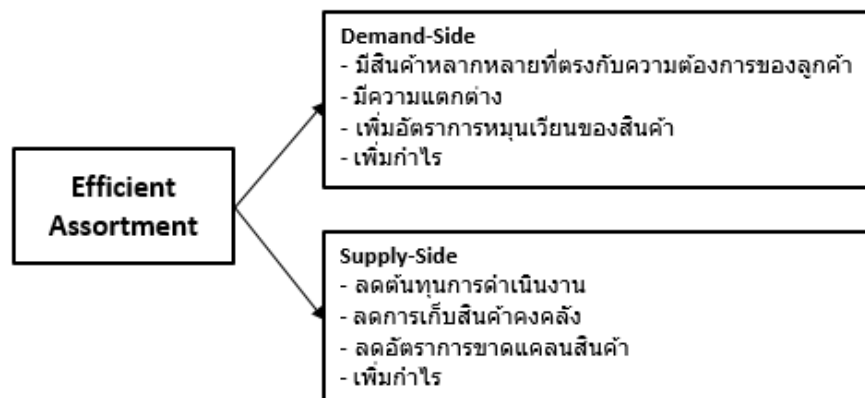 Efficient
Assortment
Demand-Side
- มีสินค้าหลากหลายที่ตรงกับความต้องการของลูกค้า
- มีความแตกต่าง
- เพิ่มอัตราการหมุนเวียนของสินค้า
- เพิ่มกำไร
Supply-Side
- ลดต้นทุนการดำเนินงาน
- ลดการเก็บสินค้าคงคลัง
- ลดอัตราการขาดแคลนสินค้า
- เพิ่มกำไร